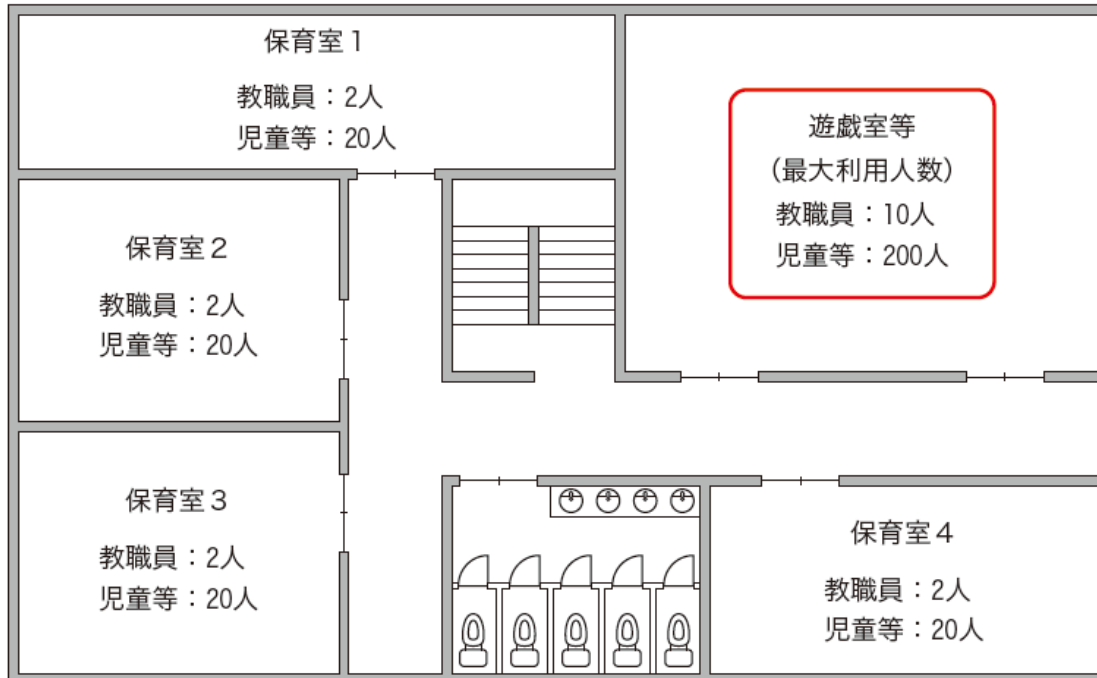 保育室1
教職員：2人
児童等：20人
遊戯室等
(最大利用人数)
教職員：10人
児童等：200人
保育室2
教職員：2人
児童等：20人
保育室3
教職員：2人
児童等：20人
保育室4
教職員：2人
児童等：20人